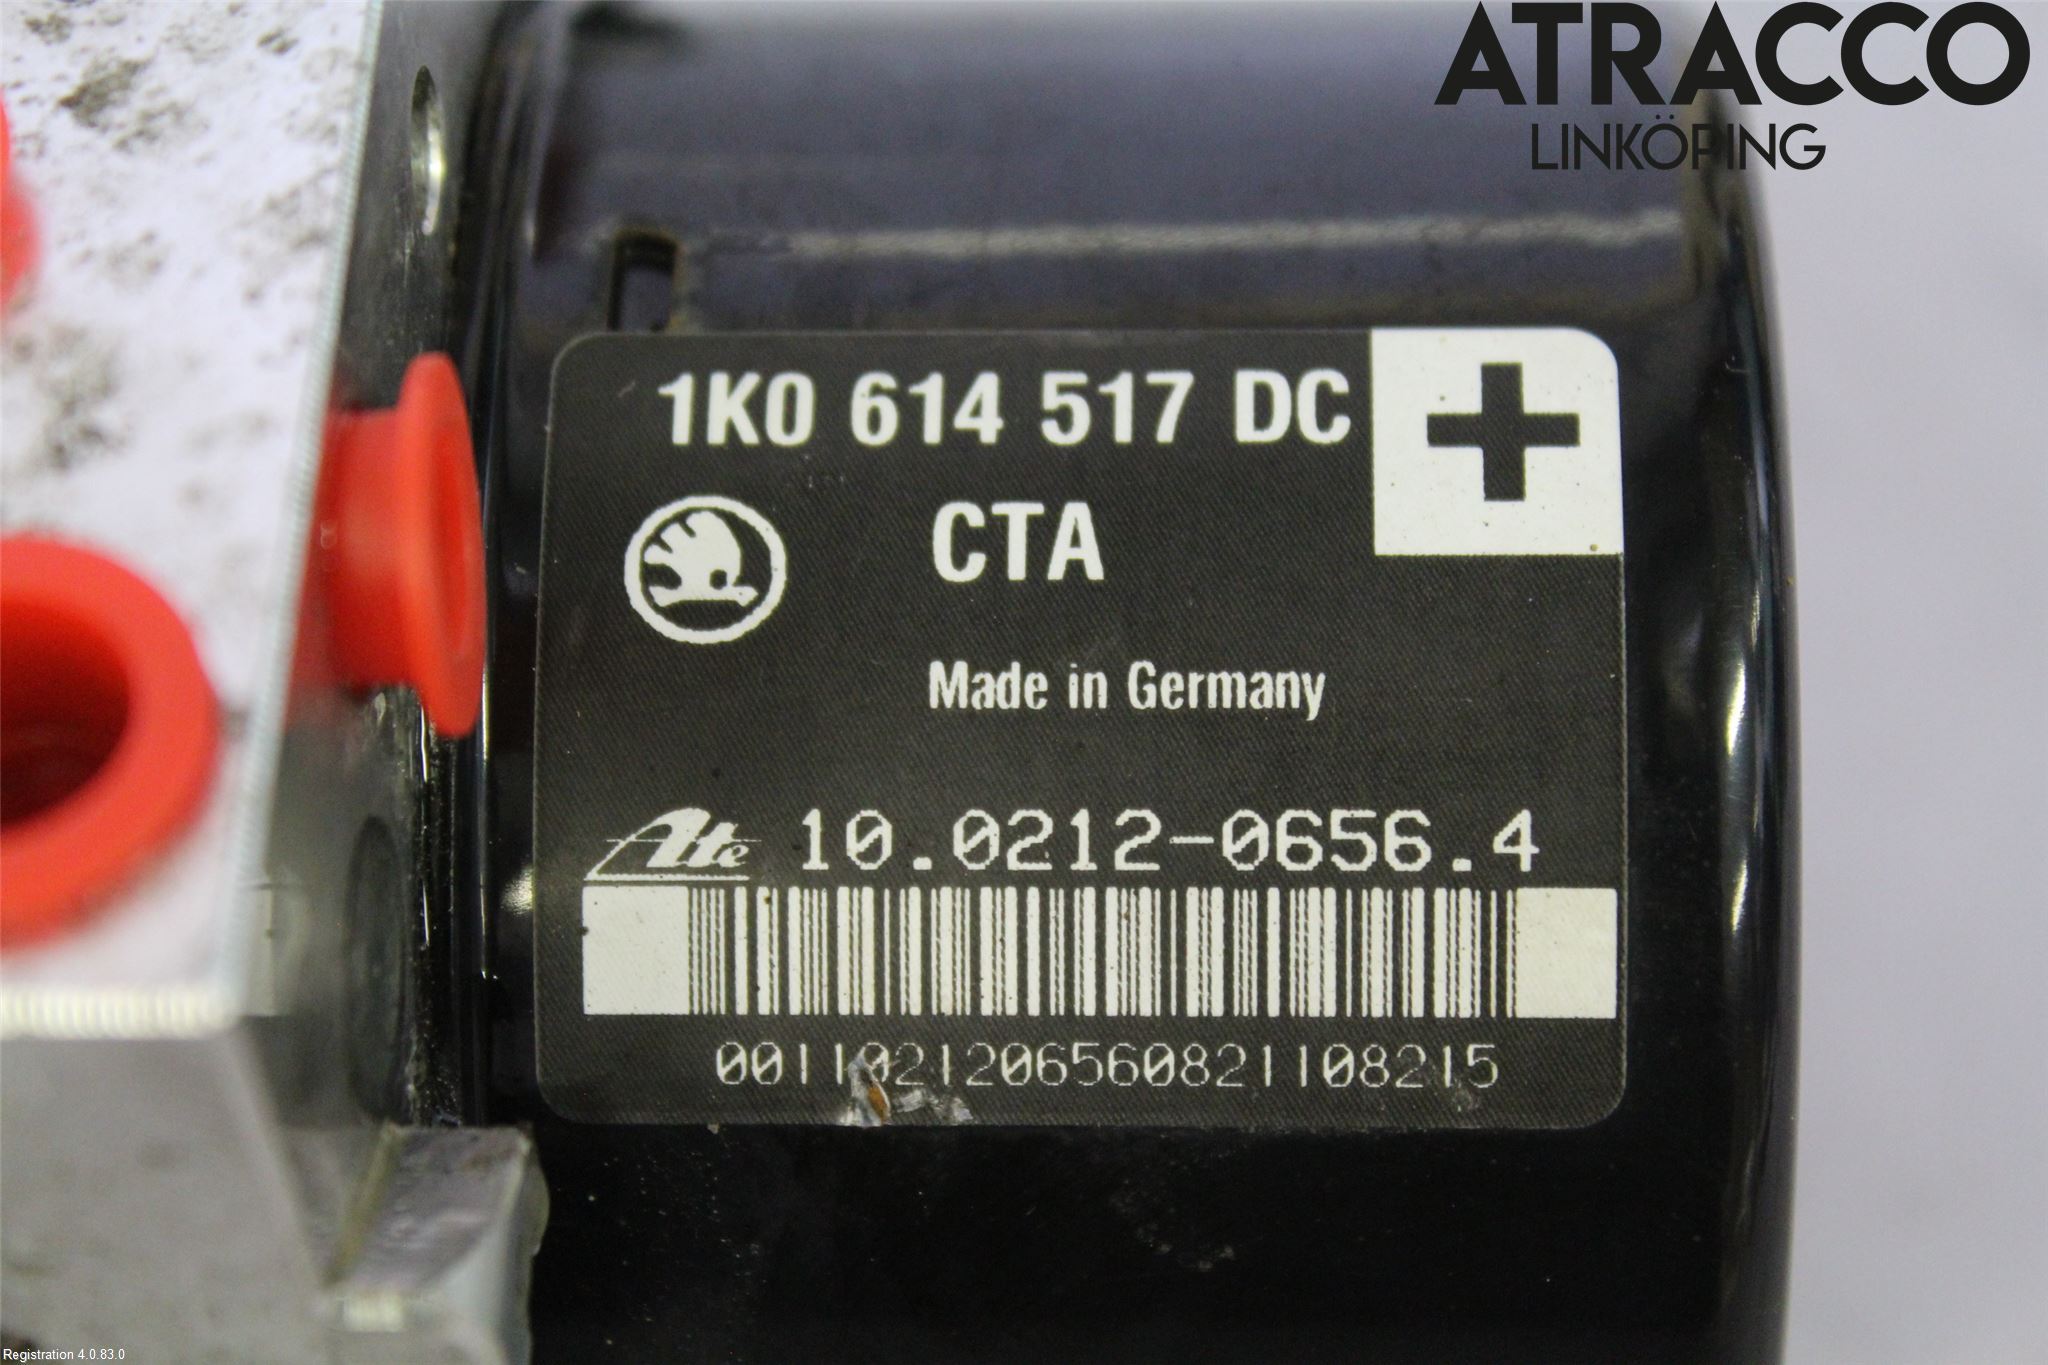 ATRACCO
LINKÖPING
1K0 614 517 DC
CTA
Made in Germany
Ate 10.0212-0656.4
0011021206560821108215
Registration 4.0.83.0